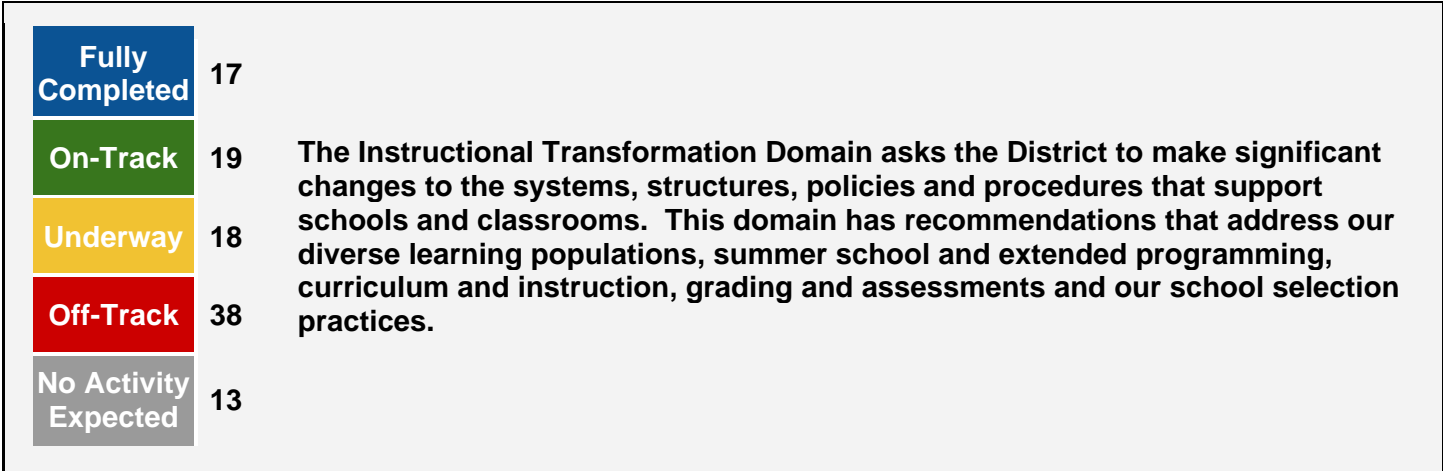 Fully
Completed
17
On-Track
19
Underway
18
Off-Track
38
No Activity
Expected
13
The Instructional Transformation Domain asks the District to make significant
changes to the systems, structures, policies and procedures that support
schools and classrooms.  This domain has recommendations that address our
diverse learning populations, summer school and extended programming,
curriculum and instruction, grading and assessments and our school selection
practices.